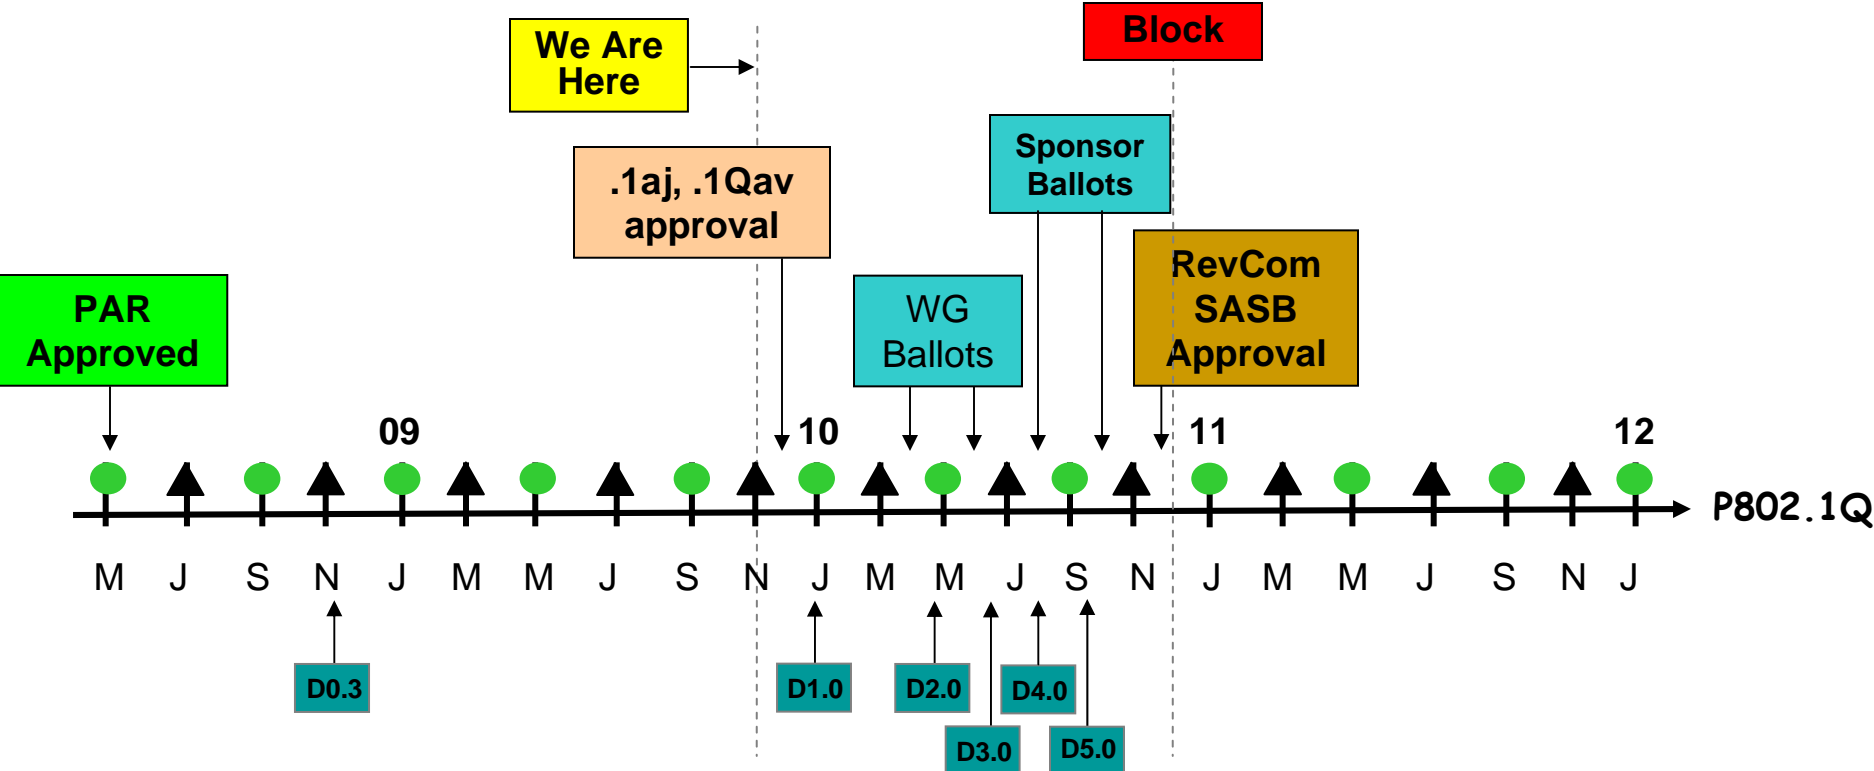 We Are
Here
Block
.1aj, .1Qav
approval
Sponsor
Ballots
PAR
Approved
WG
Ballots
RevCom
SASB
Approval
09
10
11
12
P802.1Q
M J S N J M M J S N J M M J S N J M M J S N J
D0.3
D1.0
D2.0
D4.0
D3.0
D5.0